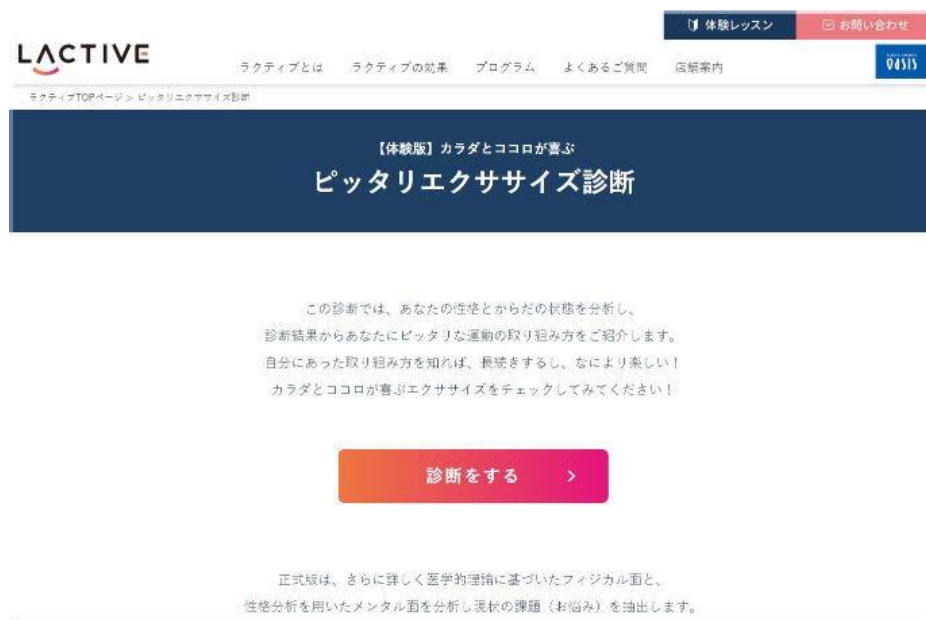 体験レッスン
お問い合わせ
LACTIVE
ラクティブとは
ラクティブの効果
プログラム
よくあるご質問
店舗案内
OASIS
ラクティブTOPページ > ピッタリエクササイズ診断
【体験版】カラダとココロが喜ぶ
ピッタリエクササイズ診断
この診断では、あなたの性格とからだの状態を分析し、
診断結果からあなたにピッタリな運動の取り組み方をご紹介します。
自分にあった取り組み方を知れば、長続きするし、なにより楽しい！
カラダとココロが喜ぶエクササイズをチェックしてみてください！
診断をする
正式版は、さらに詳しく医学的理論に基づいたフィジカル面と、
性格分析を用いたメンタル面を分析し現状の課題（お悩み）を抽出します。